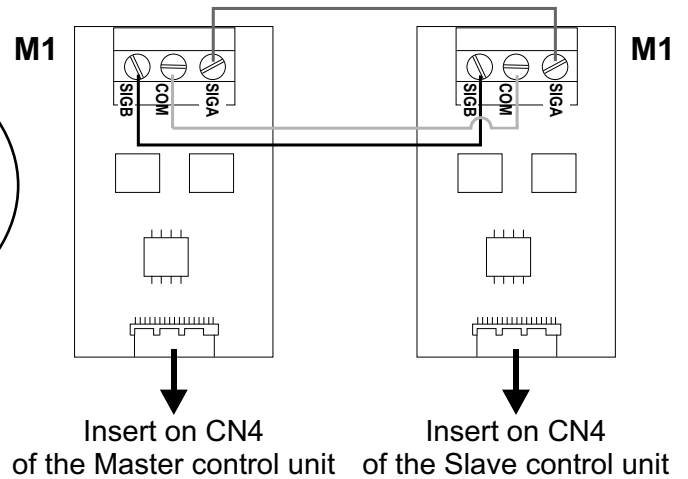 M1
M1
SIGB
COM
SIGA
SIGB
COM
SIGA
Insert on CN4
of the Master control unit
Insert on CN4
of the Slave control unit